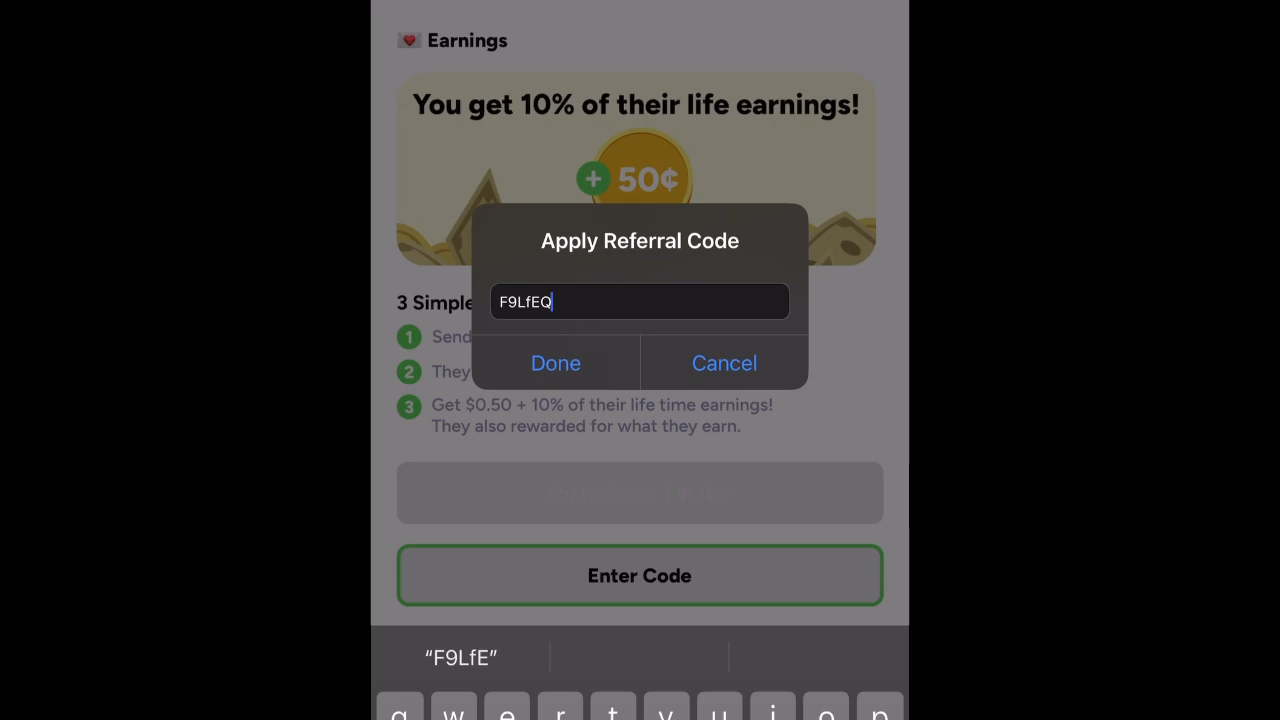 Earnings
You get 10% of their life earnings!
+ 50¢
Apply Referral Code
F9LfEQ
Done
Cancel
3 Simple
1 Send
2 They
3 Get $0.50 + 10% of their life time earnings!
They also rewarded for what they earn.
Enter Code
“F9LfE”
q w e r t y u i o p